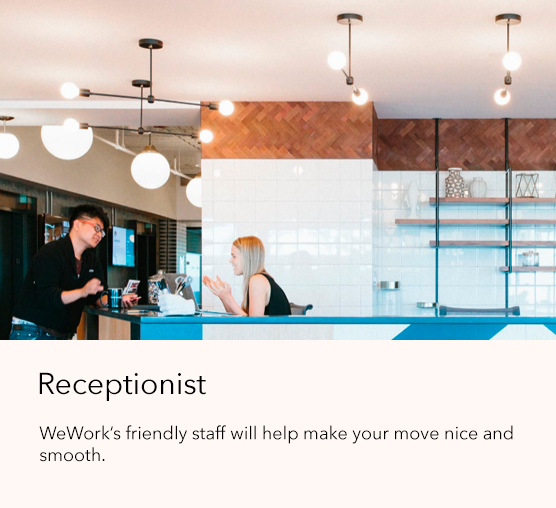 Receptionist
WeWork’s friendly staff will help make your move nice and
smooth.